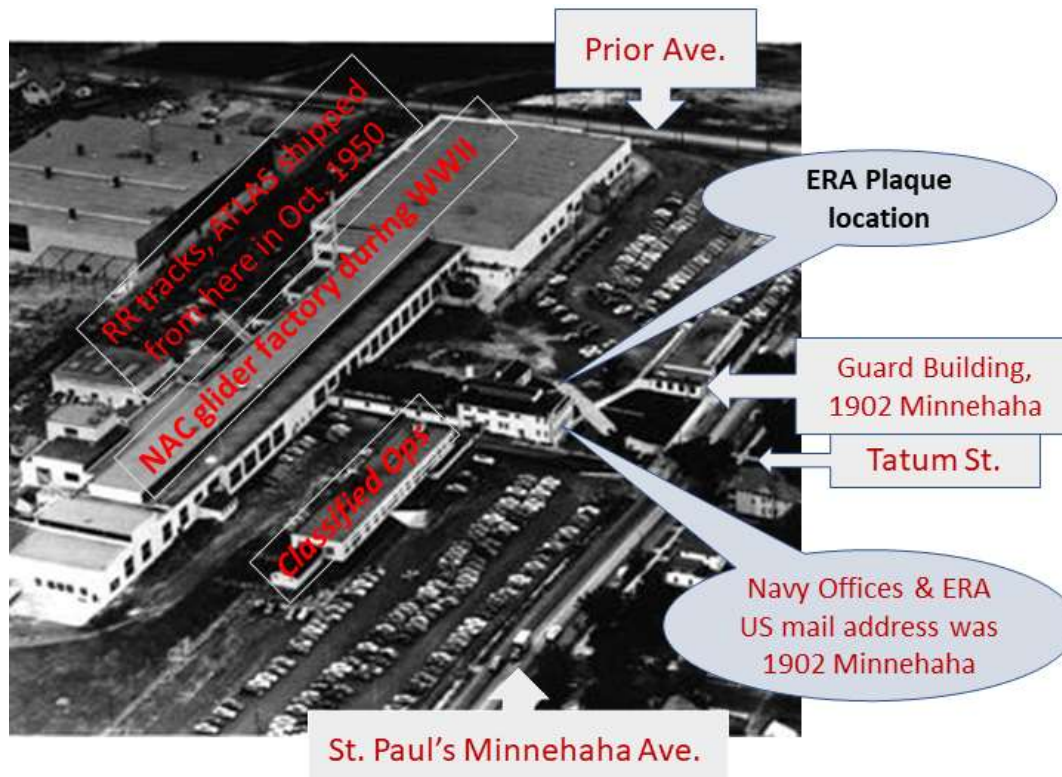 Prior Ave.
RR tracks, ATLAS shipped
from here in Oct. 1950
NAC glider factory during WWII
ERA Plaque
location
Guard Building,
1902 Minnehaha
Tatum St.
Classified Ops
Navy Offices & ERA
US mail address was
1902 Minnehaha
St. Paul’s Minnehaha Ave.